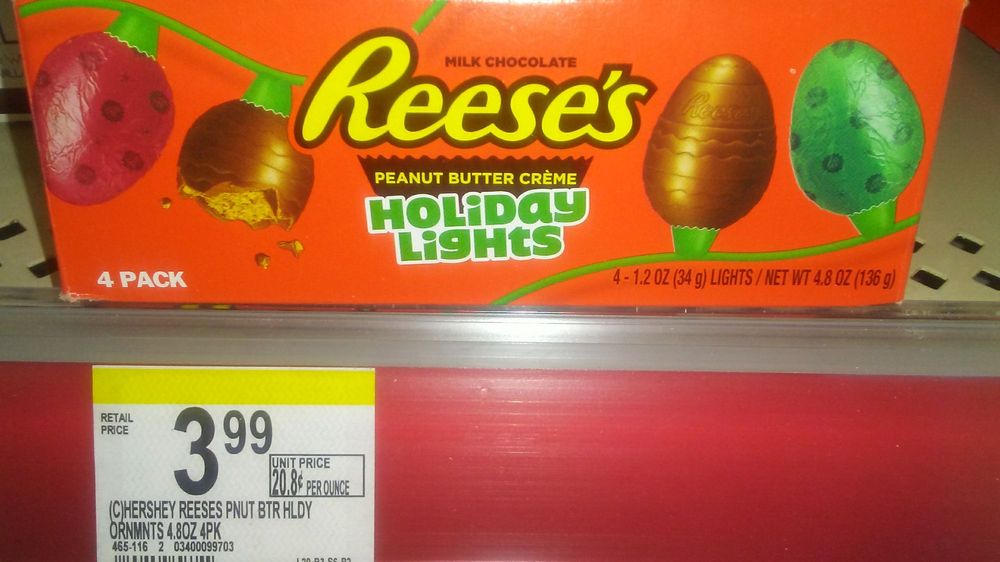 MILK CHOCOLATE
Reese's
PEANUT BUTTER CRÈME
HOLiDay
LiGHtS
Reese's
4 PACK
4 - 1.2 OZ (34 g) LIGHTS / NET WT 4.8 OZ (136 g)
RETAIL
PRICE
3 99
UNIT PRICE
20.8¢ PER OUNCE
(C)HERSHEY REESES PNUT BTR HLDY
ORNMNTS 4.8OZ 4PK
465-116 2 03400099703